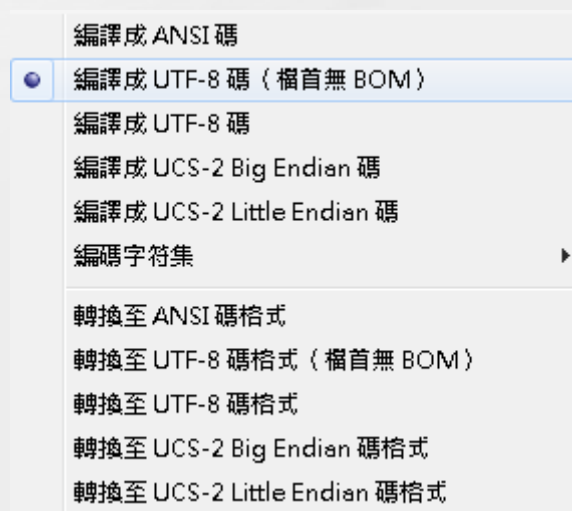 編譯成 ANSI 碼
編譯成 UTF-8 碼（檔首無 BOM）
編譯成 UTF-8 碼
編譯成 UCS-2 Big Endian 碼
編譯成 UCS-2 Little Endian 碼
編碼字符集
轉換至 ANSI 碼格式
轉換至 UTF-8 碼格式（檔首無 BOM）
轉換至 UTF-8 碼格式
轉換至 UCS-2 Big Endian 碼格式
轉換至 UCS-2 Little Endian 碼格式